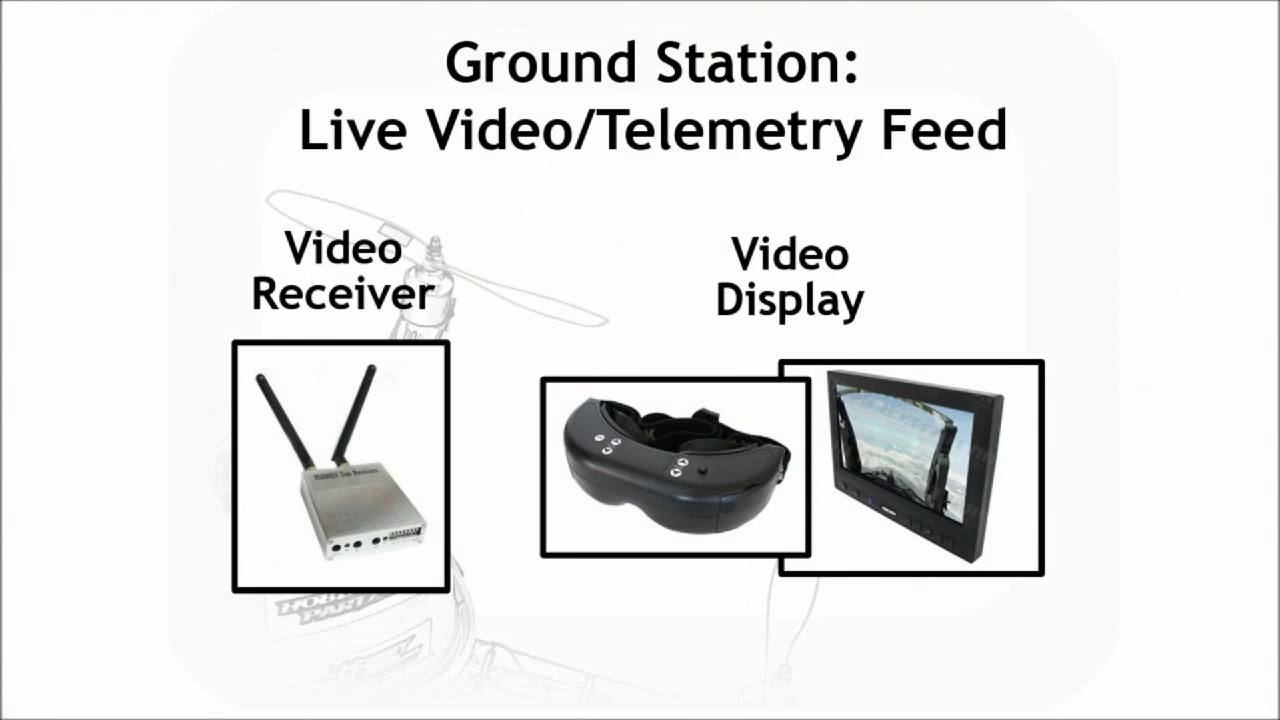 Ground Station:
Live Video/Telemetry Feed
Video
Receiver
Video
Display